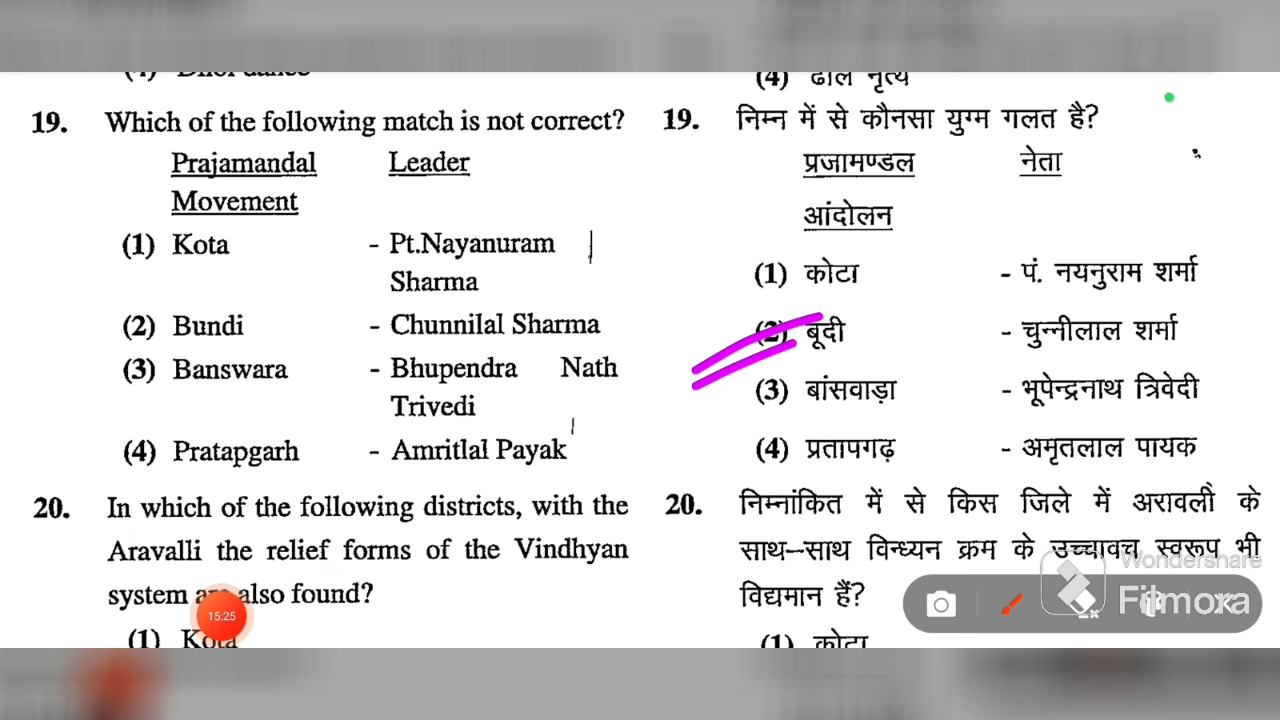 19. Which of the following match is not correct?
Prajamandal Leader
Movement
(1) Kota - Pt.Nayanuram
Sharma
(2) Bundi - Chunnilal Sharma
(3) Banswara - Bhupendra Nath
Trivedi
(4) Pratapgarh - Amritlal Payak
20. In which of the following districts, with the
Aravalli the relief forms of the Vindhyan
system are also found?
(1) Kota
(4) ढोल नृत्य
19. निम्न में से कौनसा युग्म गलत है?
प्रजामण्डल नेता
आंदोलन
(1) कोटा - पं. नयनुराम शर्मा
(2) बूंदी - चुन्नीलाल शर्मा
(3) बांसवाड़ा - भूपेन्द्रनाथ त्रिवेदी
(4) प्रतापगढ़ - अमृतलाल पायक
20. निम्नांकित में से किस जिले में अरावली के
साथ-साथ विन्ध्यन क्रम के उच्चावच स्वरूप भी
विद्यमान हैं?
(1) कोटा
15:25
Wondershare
Filmora